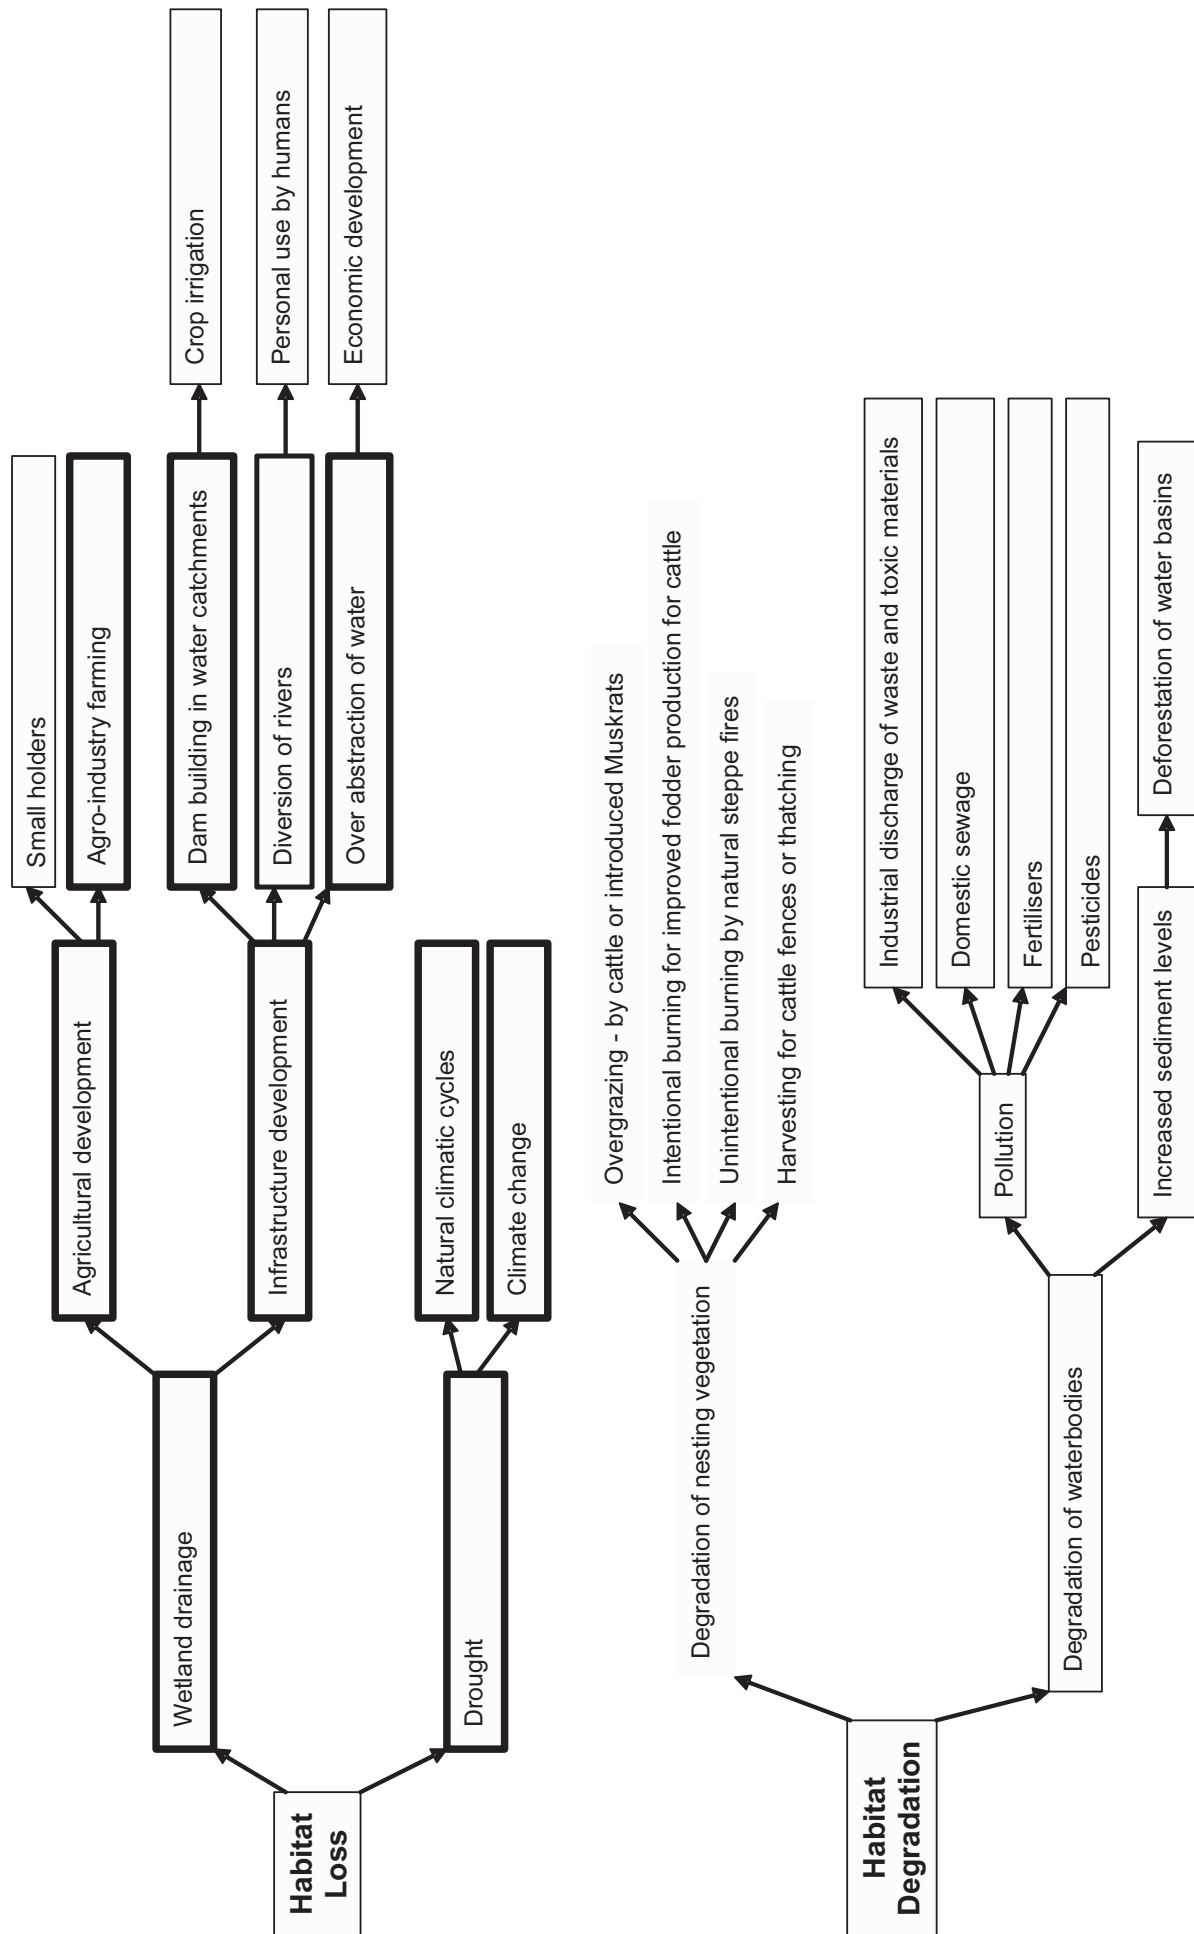 Habitat
Loss
Wetland drainage
Agricultural development
Small holders
Agro-industry farming
Infrastructure development
Dam building in water catchments
Crop irrigation
Diversion of rivers
Personal use by humans
Over abstraction of water
Economic development
Drought
Natural climatic cycles
Climate change
Habitat
Degradation
Degradation of nesting vegetation
Overgrazing - by cattle or introduced Muskrats
Intentional burning for improved fodder production for cattle
Unintentional burning by natural steppe fires
Harvesting for cattle fences or thatching
Degradation of waterbodies
Pollution
Industrial discharge of waste and toxic materials
Domestic sewage
Fertilisers
Pesticides
Increased sediment levels
Deforestation of water basins